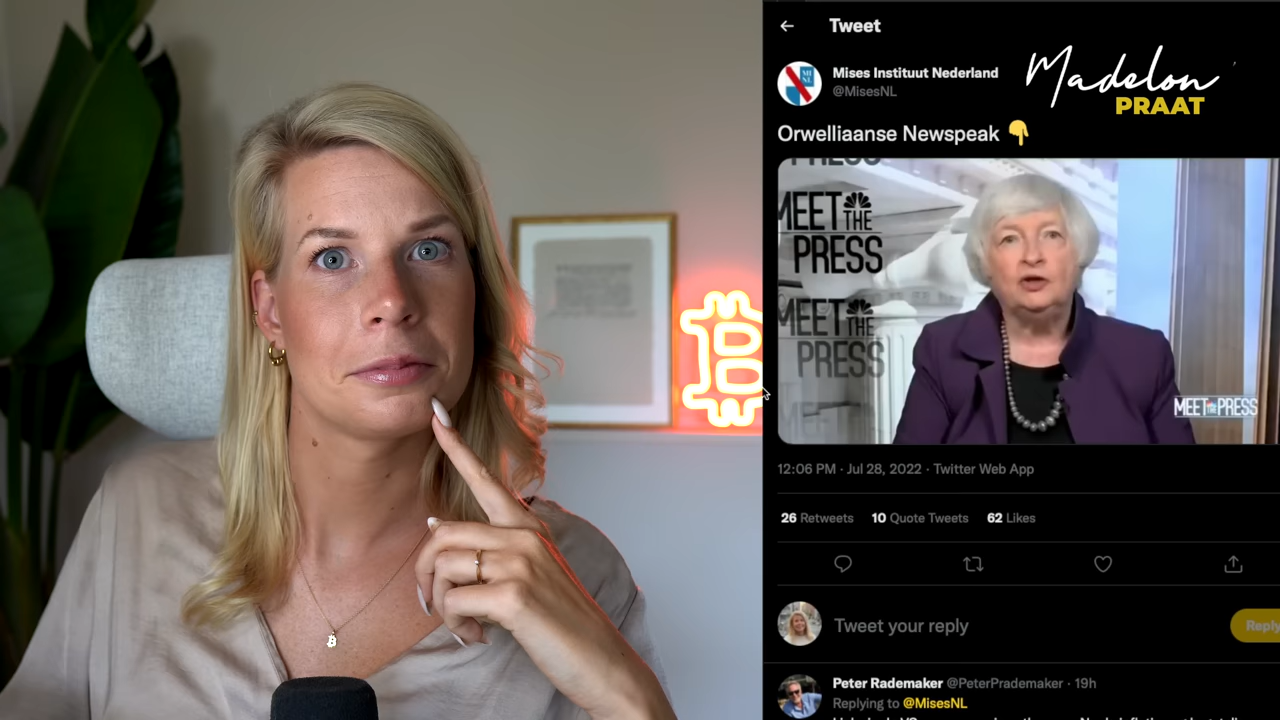 Tweet
Mises Instituut Nederland
@MisesNL
Madelon
PRAAT
Orwelliaanse Newspeak 👇
PRESS
MEET THE
PRESS
MEET THE
PRESS
MEET THE PRESS
12:06 PM · Jul 28, 2022 · Twitter Web App
26 Retweets 10 Quote Tweets 62 Likes
Tweet your reply
Reply
Peter Rademaker @PeterPrademaker · 19h
Replying to @MisesNL